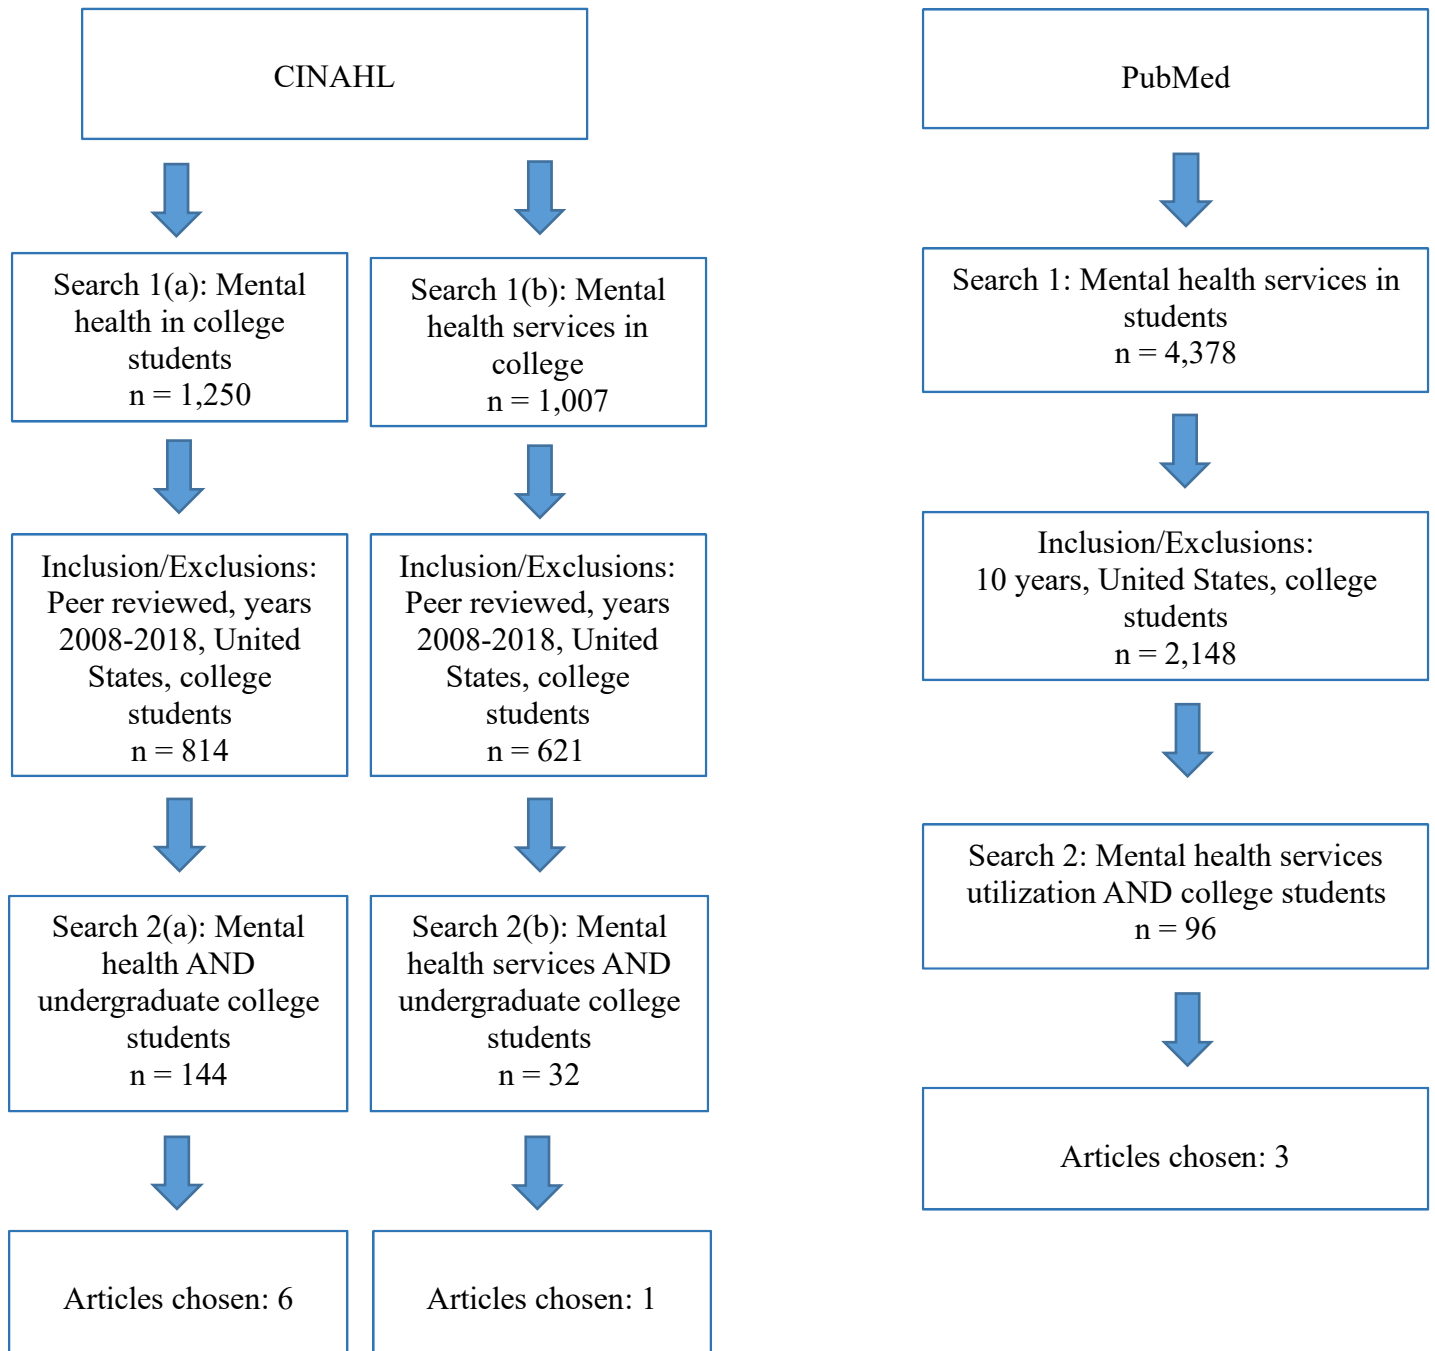 CINAHL
Search 1(a): Mental
health in college
students
n = 1,250
Inclusion/Exclusions:
Peer reviewed, years
2008-2018, United
States, college
students
n = 814
Search 2(a): Mental
health AND
undergraduate college
students
n = 144
Articles chosen: 6
Search 1(b): Mental
health services in
college
n = 1,007
Inclusion/Exclusions:
Peer reviewed, years
2008-2018, United
States, college
students
n = 621
Search 2(b): Mental
health services AND
undergraduate college
students
n = 32
Articles chosen: 1
PubMed
Search 1: Mental health services in
students
n = 4,378
Inclusion/Exclusions:
10 years, United States, college
students
n = 2,148
Search 2: Mental health services
utilization AND college students
n = 96
Articles chosen: 3